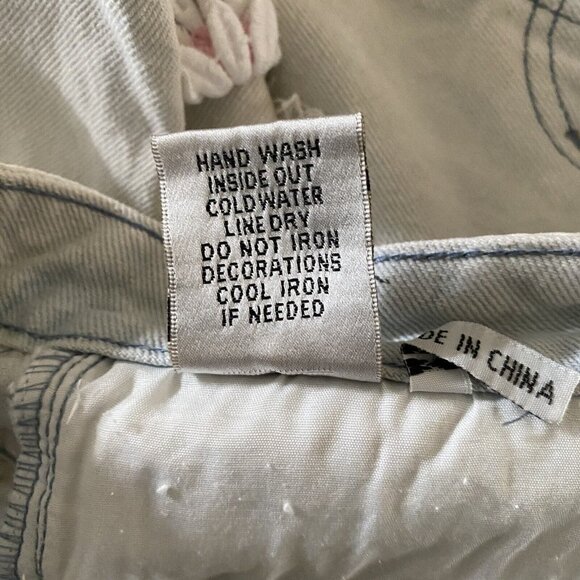 HAND WASH
INSIDE OUT
COLD WATER
LINE DRY
DO NOT IRON
DECORATIONS
COOL IRON
IF NEEDED
DE IN CHINA